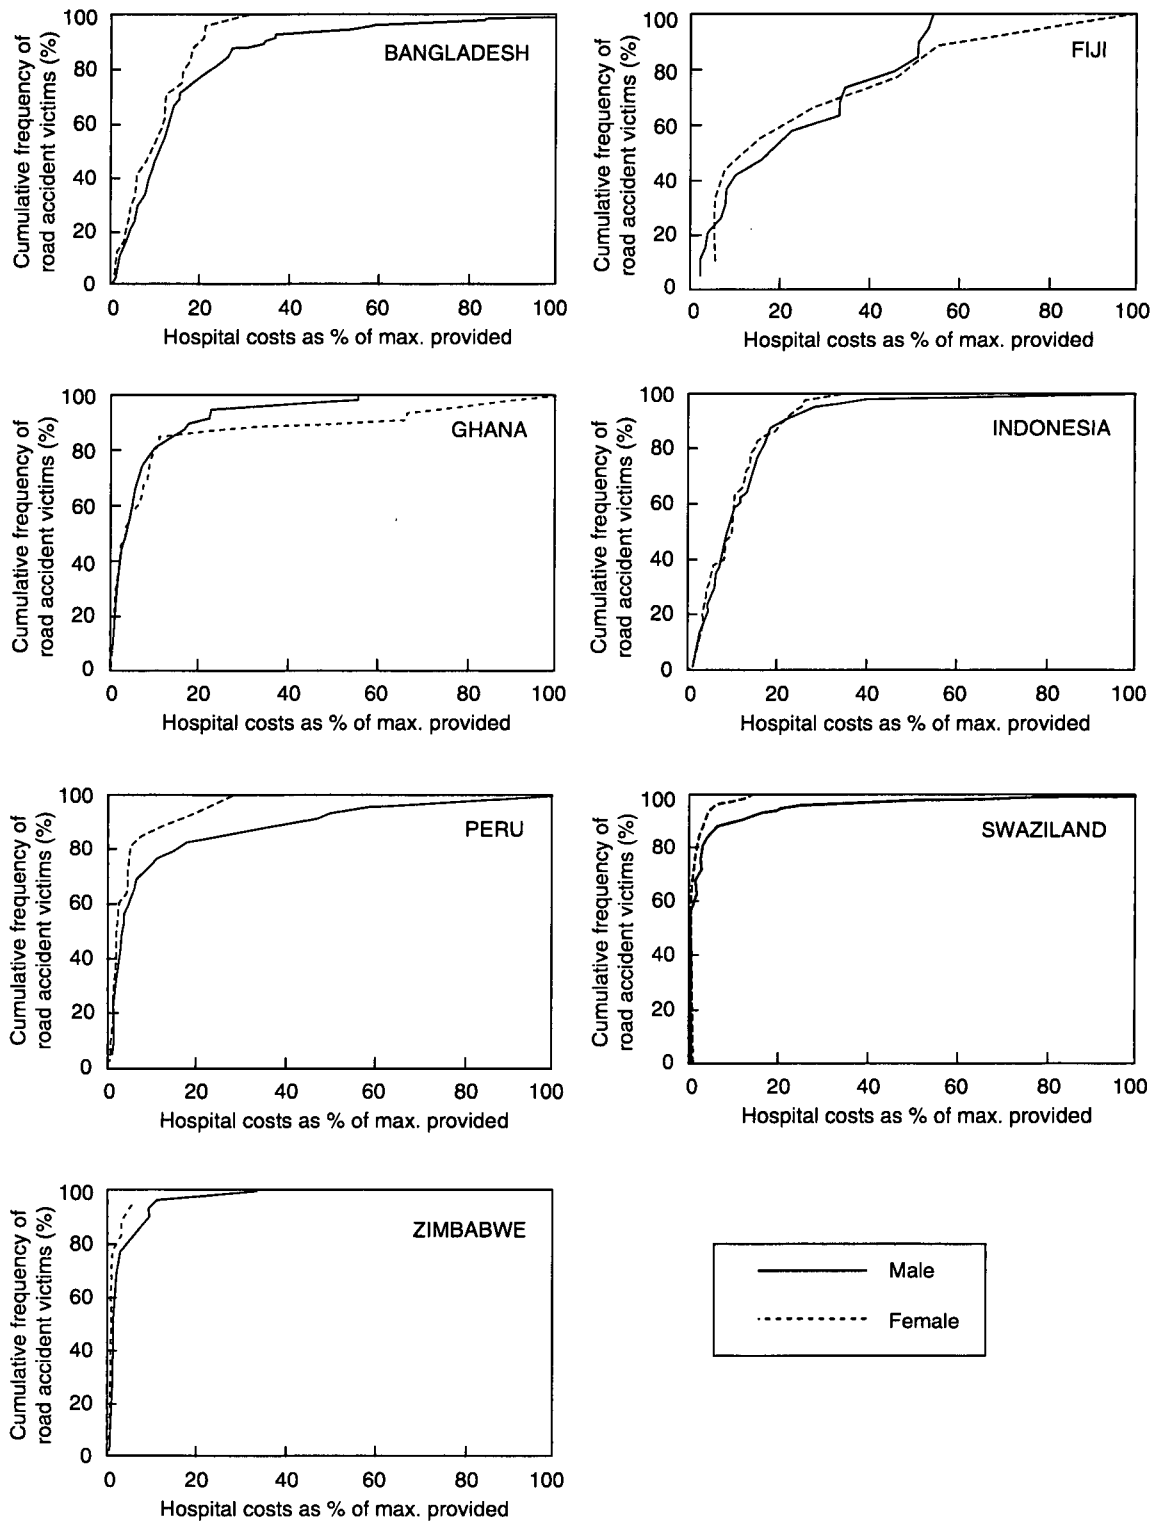 Cumulative frequency of
road accident victims (%)
100
80
60
40
20
0
BANGLADESH
0 20 40 60 80 100
Hospital costs as % of max. provided
Cumulative frequency of
road accident victims (%)
100
80
60
40
20
0
FIJI
0 20 40 60 80 100
Hospital costs as % of max. provided
Cumulative frequency of
road accident victims (%)
100
80
60
40
20
0
GHANA
0 20 40 60 80 100
Hospital costs as % of max. provided
Cumulative frequency of
road accident victims (%)
100
80
60
40
20
0
INDONESIA
0 20 40 60 80 100
Hospital costs as % of max. provided
Cumulative frequency of
road accident victims (%)
100
80
60
40
20
0
PERU
0 20 40 60 80 100
Hospital costs as % of max. provided
Cumulative frequency of
road accident victims (%)
100
80
60
40
20
0
SWAZILAND
0 20 40 60 80 100
Hospital costs as % of max. provided
Cumulative frequency of
road accident victims (%)
100
80
60
40
20
0
ZIMBABWE
0 20 40 60 80 100
Hospital costs as % of max. provided
Male
Female